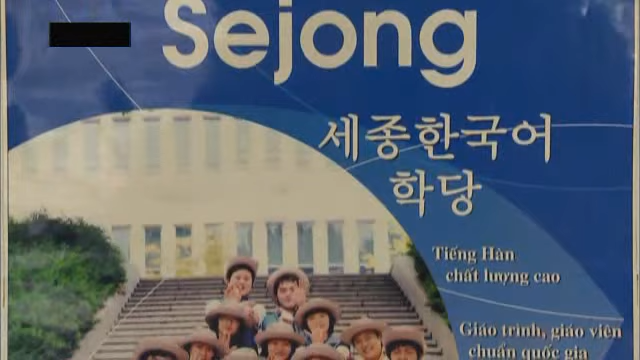 Sejong
세종한국어
학당
Tiếng Hàn
chất lượng cao
Giáo trình, giáo viên
chuẩn quốc gia